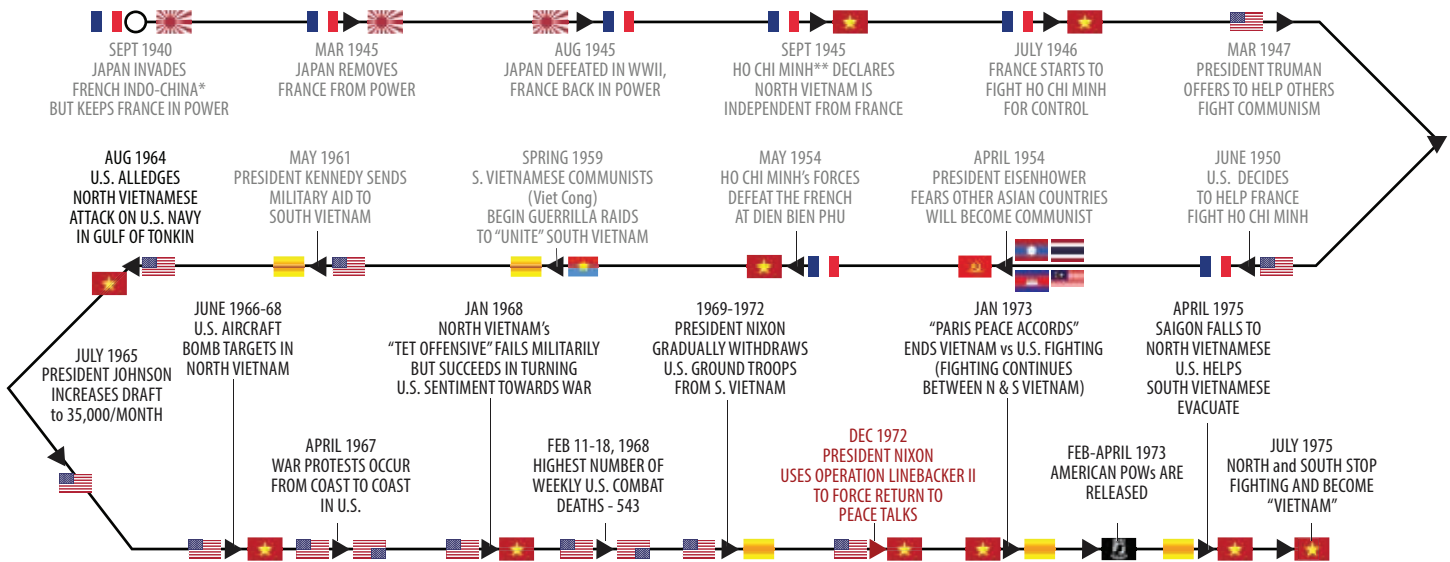 SEPT 1940
JAPAN INVADES
FRENCH INDO-CHINA*
BUT KEEPS FRANCE IN POWER
MAR 1945
JAPAN REMOVES
FRANCE FROM POWER
AUG 1945
JAPAN DEFEATED IN WWII,
FRANCE BACK IN POWER
SEPT 1945
HO CHI MINH** DECLARES
NORTH VIETNAM IS
INDEPENDENT FROM FRANCE
JULY 1946
FRANCE STARTS TO
FIGHT HO CHI MINH
FOR CONTROL
MAR 1947
PRESIDENT TRUMAN
OFFERS TO HELP OTHERS
FIGHT COMMUNISM
JUNE 1950
U.S. DECIDES
TO HELP FRANCE
FIGHT HO CHI MINH
APRIL 1954
PRESIDENT EISENHOWER
FEARS OTHER ASIAN COUNTRIES
WILL BECOME COMMUNIST
MAY 1954
HO CHI MINH's FORCES
DEFEAT THE FRENCH
AT DIEN BIEN PHU
SPRING 1959
S. VIETNAMESE COMMUNISTS
(Viet Cong)
BEGIN GUERRILLA RAIDS
TO "UNITE" SOUTH VIETNAM
MAY 1961
PRESIDENT KENNEDY SENDS
MILITARY AID TO
SOUTH VIETNAM
AUG 1964
U.S. ALLEDGES
NORTH VIETNAMESE
ATTACK ON U.S. NAVY
IN GULF OF TONKIN
JULY 1965
PRESIDENT JOHNSON
INCREASES DRAFT
to 35,000/MONTH
JUNE 1966-68
U.S. AIRCRAFT
BOMB TARGETS IN
NORTH VIETNAM
APRIL 1967
WAR PROTESTS OCCUR
FROM COAST TO COAST
IN U.S.
JAN 1968
NORTH VIETNAM's
"TET OFFENSIVE" FAILS MILITARILY
BUT SUCCEEDS IN TURNING
U.S. SENTIMENT TOWARDS WAR
FEB 11-18, 1968
HIGHEST NUMBER OF
WEEKLY U.S. COMBAT
DEATHS - 543
1969-1972
PRESIDENT NIXON
GRADUALLY WITHDRAWS
U.S. GROUND TROOPS
FROM S. VIETNAM
DEC 1972
PRESIDENT NIXON
USES OPERATION LINEBACKER II
TO FORCE RETURN TO
PEACE TALKS
JAN 1973
"PARIS PEACE ACCORDS"
ENDS VIETNAM vs U.S. FIGHTING
(FIGHTING CONTINUES
BETWEEN N & S VIETNAM)
FEB-APRIL 1973
AMERICAN POWs ARE
RELEASED
APRIL 1975
SAIGON FALLS TO
NORTH VIETNAMESE
U.S. HELPS
SOUTH VIETNAMESE
EVACUATE
JULY 1975
NORTH and SOUTH STOP
FIGHTING AND BECOME
"VIETNAM"